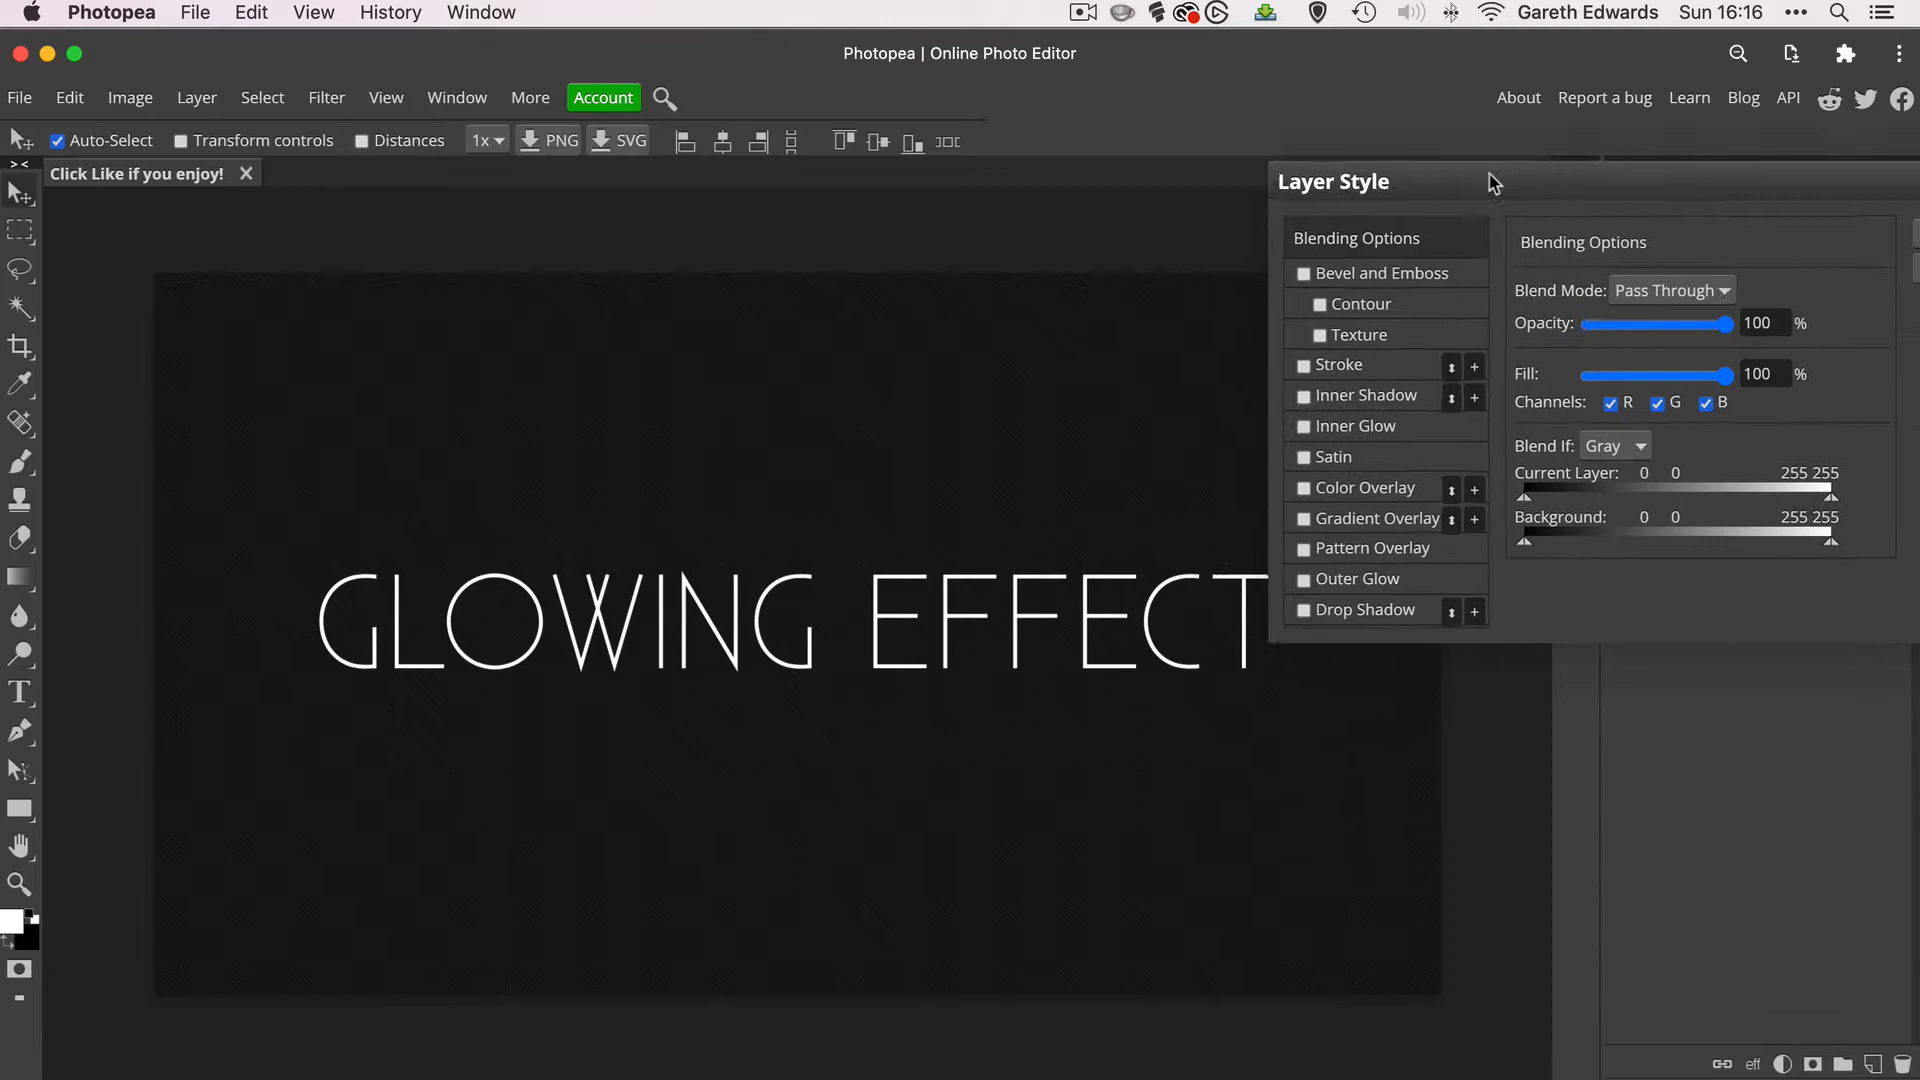 Photopea File Edit View History Window Gareth Edwards Sun 16:16
Photopea | Online Photo Editor
File Edit Image Layer Select Filter View Window More Account About Report a bug Learn Blog API
Auto-Select Transform controls Distances 1x PNG SVG
Click Like if you enjoy!
Layer Style
Blending Options
Bevel and Emboss
Contour
Texture
Stroke
Inner Shadow
Inner Glow
Satin
Color Overlay
Gradient Overlay
Pattern Overlay
Outer Glow
Drop Shadow
Blending Options
Blend Mode: Pass Through
Opacity: 100 %
Fill: 100 %
Channels: R G B
Blend If: Gray
Current Layer: 0 0 255 255
Background: 0 0 255 255
GLOWING EFFECT
eff